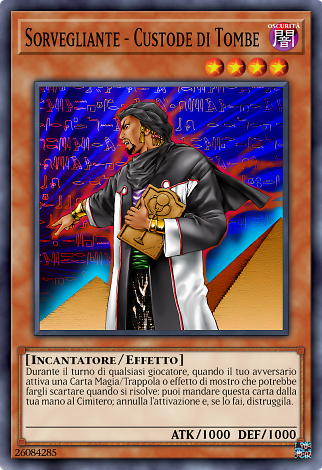 Sorvegliante - Custode di Tombe
OSCURITÀ
闇
[Incantatore/Effetto]
Durante il turno di qualsiasi giocatore, quando il tuo avversario
attiva una Carta Magia/Trappola o effetto di mostro che potrebbe
fargli scartare quando si risolve: puoi mandare questa carta dalla
tua mano al Cimitero; annulla l'attivazione e, se lo fai, distruggila.
ATK/1000 DEF/1000
26084285